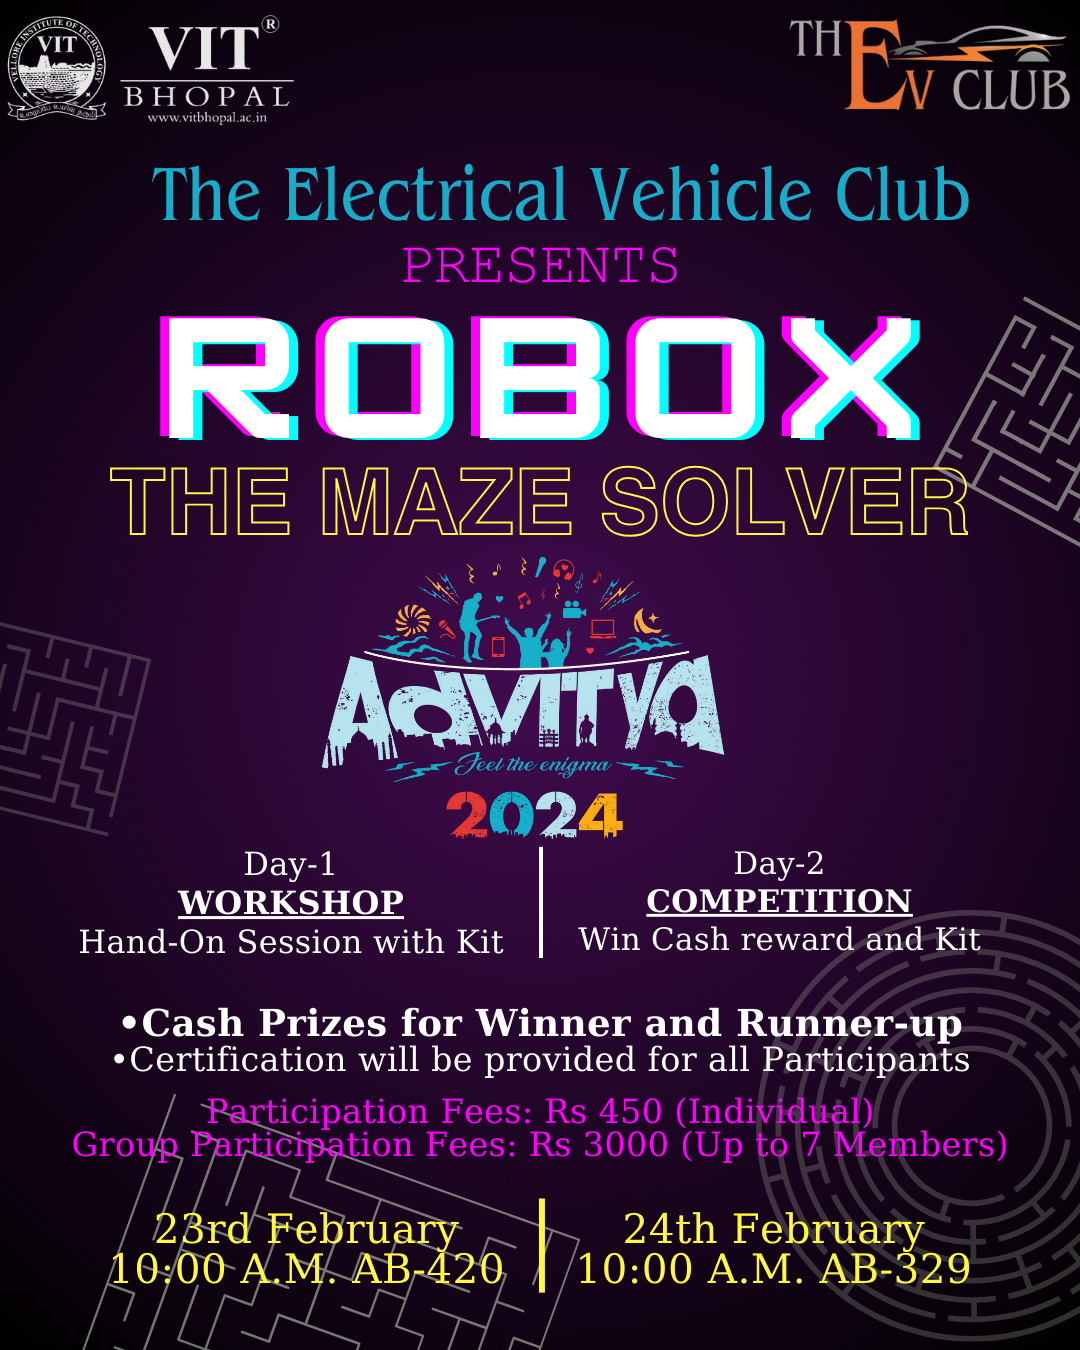 VELLORE INSTITUTE OF TECHNOLOGY
VIT
VIT®
BHOPAL
www.vitbhopal.ac.in
THE EV CLUB
The Electrical Vehicle Club
PRESENTS
ROBOX
THE MAZE SOLVER
AdVITya
Feel the enigma
2024
Day-1
WORKSHOP
Hand-On Session with Kit
Day-2
COMPETITION
Win Cash reward and Kit
•Cash Prizes for Winner and Runner-up
•Certification will be provided for all Participants
Participation Fees: Rs 450 (Individual)
Group Participation Fees: Rs 3000 (Up to 7 Members)
23rd February
10:00 A.M. AB-420
24th February
10:00 A.M. AB-329